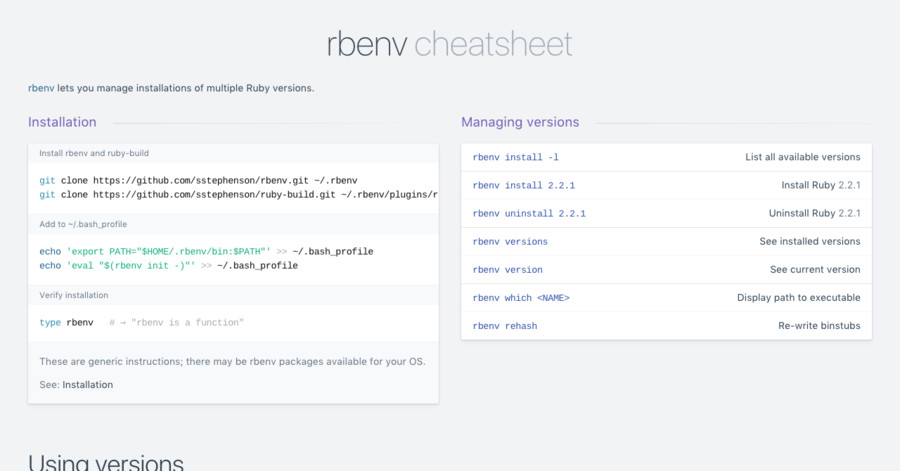 rbenv cheatsheet
rbenv lets you manage installations of multiple Ruby versions.
Installation
Install rbenv and ruby-build
git clone https://github.com/sstephenson/rbenv.git ~/.rbenv
git clone https://github.com/sstephenson/ruby-build.git ~/.rbenv/plugins/r
Add to ~/.bash_profile
echo 'export PATH="$HOME/.rbenv/bin:$PATH"' >> ~/.bash_profile
echo 'eval "$(rbenv init -)"' >> ~/.bash_profile
Verify installation
type rbenv # → "rbenv is a function"
These are generic instructions; there may be rbenv packages available for your OS.
See: Installation
Managing versions
rbenv install -l List all available versions
rbenv install 2.2.1 Install Ruby 2.2.1
rbenv uninstall 2.2.1 Uninstall Ruby 2.2.1
rbenv versions See installed versions
rbenv version See current version
rbenv which <NAME> Display path to executable
rbenv rehash Re-write binstubs
Using versions